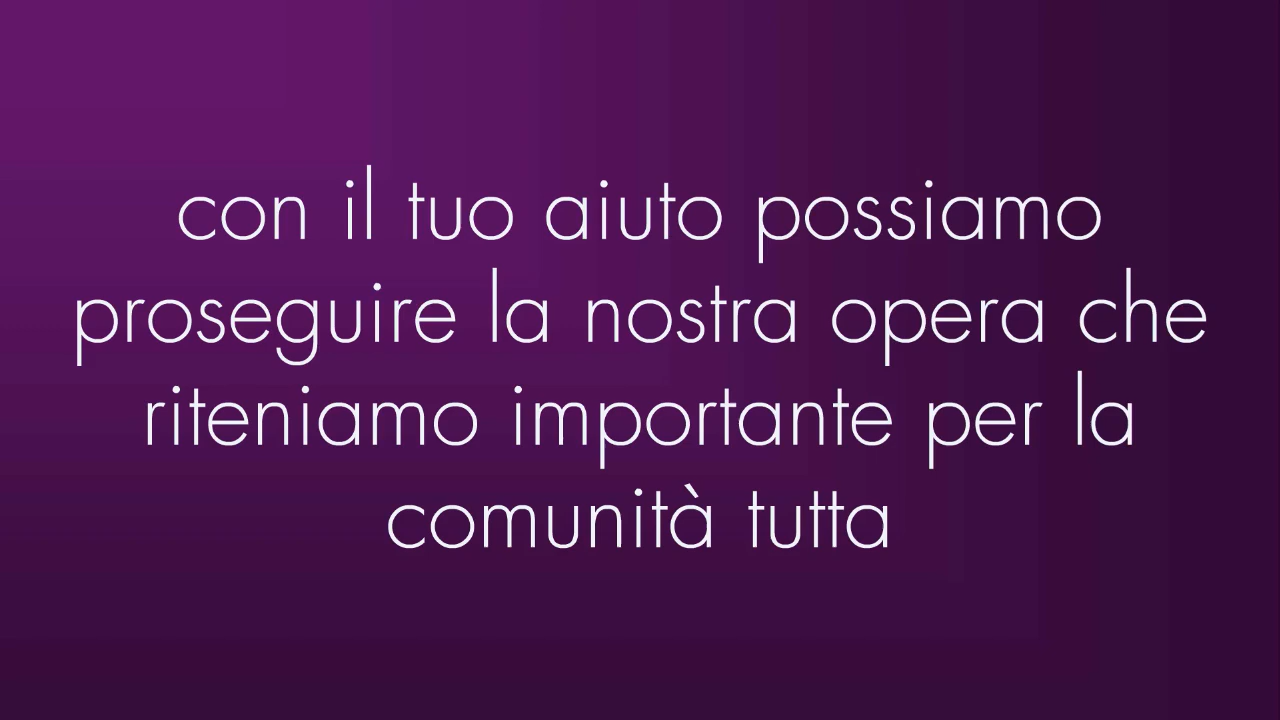 con il tuo aiuto possiamo
proseguire la nostra opera che
riteniamo importante per la
comunità tutta